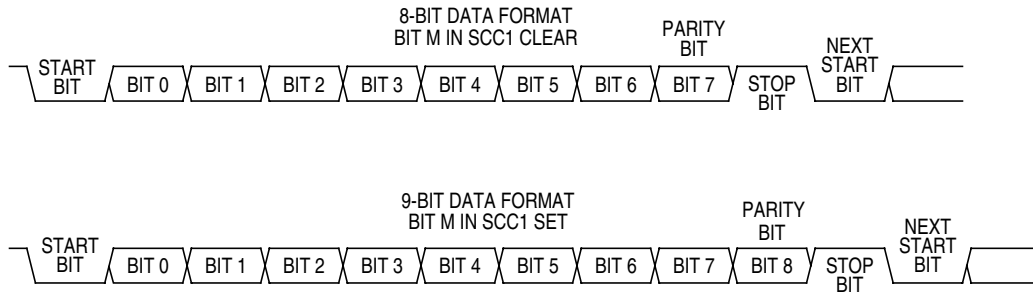 8-BIT DATA FORMAT
BIT M IN SCC1 CLEAR
START BIT
BIT 0
BIT 1
BIT 2
BIT 3
BIT 4
BIT 5
BIT 6
PARITY BIT
BIT 7
STOP BIT
NEXT START BIT
9-BIT DATA FORMAT
BIT M IN SCC1 SET
START BIT
BIT 0
BIT 1
BIT 2
BIT 3
BIT 4
BIT 5
BIT 6
BIT 7
PARITY BIT
BIT 8
STOP BIT
NEXT START BIT